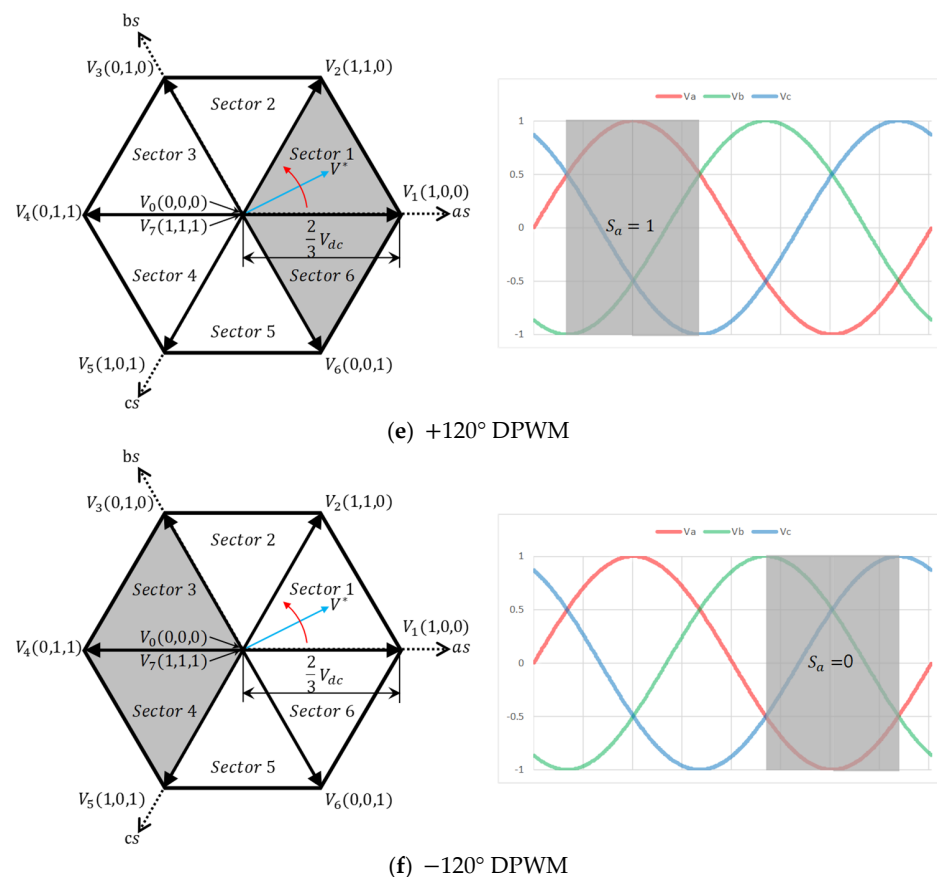 bs
V₃(0,1,0)
V₂(1,1,0)
Sector 2
Sector 3
Sector 1
V*
V₁(1,0,0)
V₀(0,0,0)
V₄(0,1,1)
V₇(1,1,1)
as
2/3 V_dc
Sector 4
Sector 6
Sector 5
V₅(1,0,1)
V₆(0,0,1)
cs
Va Vb Vc
1
0.5
S_a = 1
0
-0.5
-1
(e) +120° DPWM
bs
V₃(0,1,0)
V₂(1,1,0)
Sector 2
Sector 3
Sector 1
V*
V₁(1,0,0)
V₀(0,0,0)
V₄(0,1,1)
V₇(1,1,1)
as
2/3 V_dc
Sector 4
Sector 6
Sector 5
V₅(1,0,1)
V₆(0,0,1)
cs
Va Vb Vc
1
0.5
0
S_a =0
-0.5
-1
(f) −120° DPWM